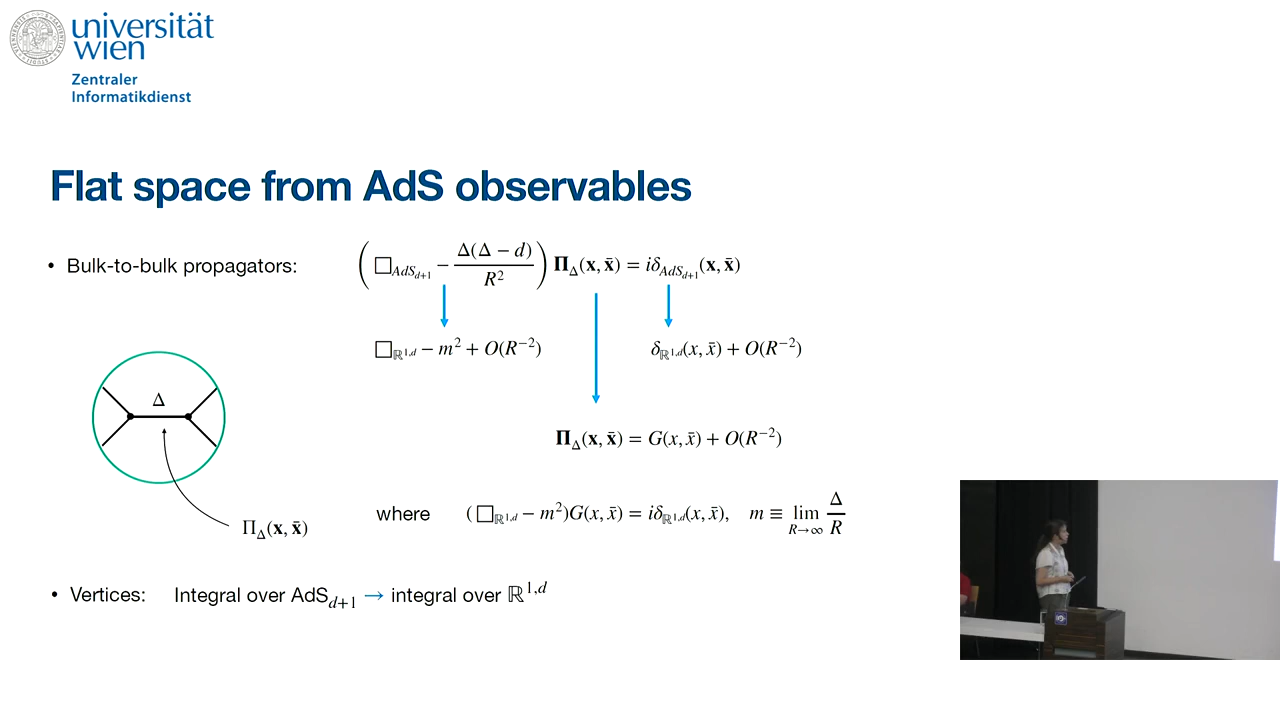 universität
wien
Zentraler
Informatikdienst
Flat space from AdS observables
• Bulk-to-bulk propagators: (□_{AdS_{d+1}} − Δ(Δ − d)/R²) Π_Δ(x, x̄) = iδ_{AdS_{d+1}}(x, x̄)
□_{ℝ^{1,d}} − m² + O(R⁻²) δ_{ℝ^{1,d}}(x, x̄) + O(R⁻²)
Δ
Π_Δ(x, x̄) = G(x, x̄) + O(R⁻²)
where (□_{ℝ^{1,d}} − m²)G(x, x̄) = iδ_{ℝ^{1,d}}(x, x̄), m ≡ lim_{R→∞} Δ/R
Π_Δ(x, x̄)
• Vertices: Integral over AdS_{d+1} → integral over ℝ^{1,d}